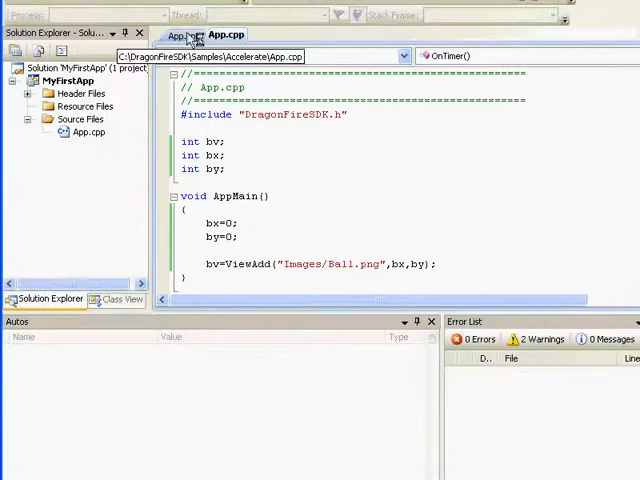 Process: Thread: Stack Frame:
Solution Explorer - Solu...
App.cpp
C:\DragonFireSDK\Samples\Accelerate\App.cpp
OnTimer()
Solution 'MyFirstApp' (1 project)
MyFirstApp
Header Files
Resource Files
Source Files
App.cpp
//=====================================================
// App.cpp
//=====================================================
#include "DragonFireSDK.h"
int bv;
int bx;
int by;
void AppMain()
{
bx=0;
by=0;
bv=ViewAdd("Images/Ball.png",bx,by);
}
Solution Explorer Class View
Autos
Name Value Type
Error List
0 Errors 2 Warnings 0 Messages
D.. File Line